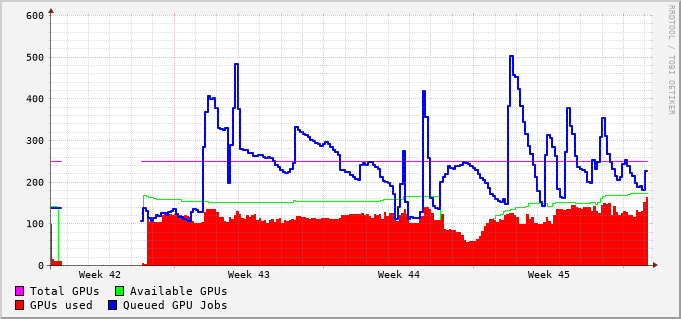 600
500
400
300
200
100
0
Week 42 Week 43 Week 44 Week 45
Total GPUs Available GPUs
GPUs used Queued GPU Jobs
RRDTOOL / TOBI OETIKER